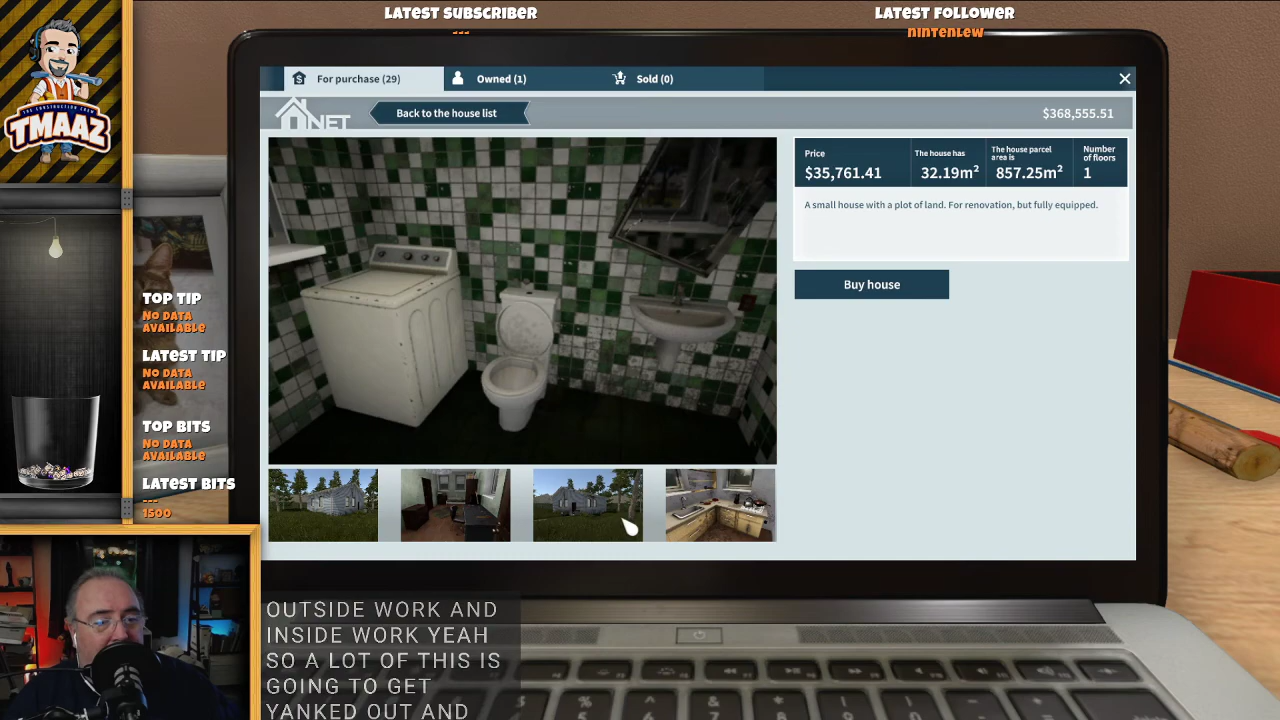 LATEST SUBSCRIBER
---
LATEST FOLLOWER
nintenlew
THE CONSTRUCTION CREW
TMAAZ
For purchase (29)
Owned (1)
Sold (0)
NET
Back to the house list
$368,555.51
Price
$35,761.41
The house has
32.19m²
The house parcel
area is
857.25m²
Number
of floors
1
A small house with a plot of land. For renovation, but fully equipped.
Buy house
TOP TIP
NO DATA
AVAILABLE
LATEST TIP
NO DATA
AVAILABLE
TOP BITS
NO DATA
AVAILABLE
LATEST BITS
---
1500
OUTSIDE WORK AND
INSIDE WORK YEAH
SO A LOT OF THIS IS
GOING TO GET
YANKED OUT AND